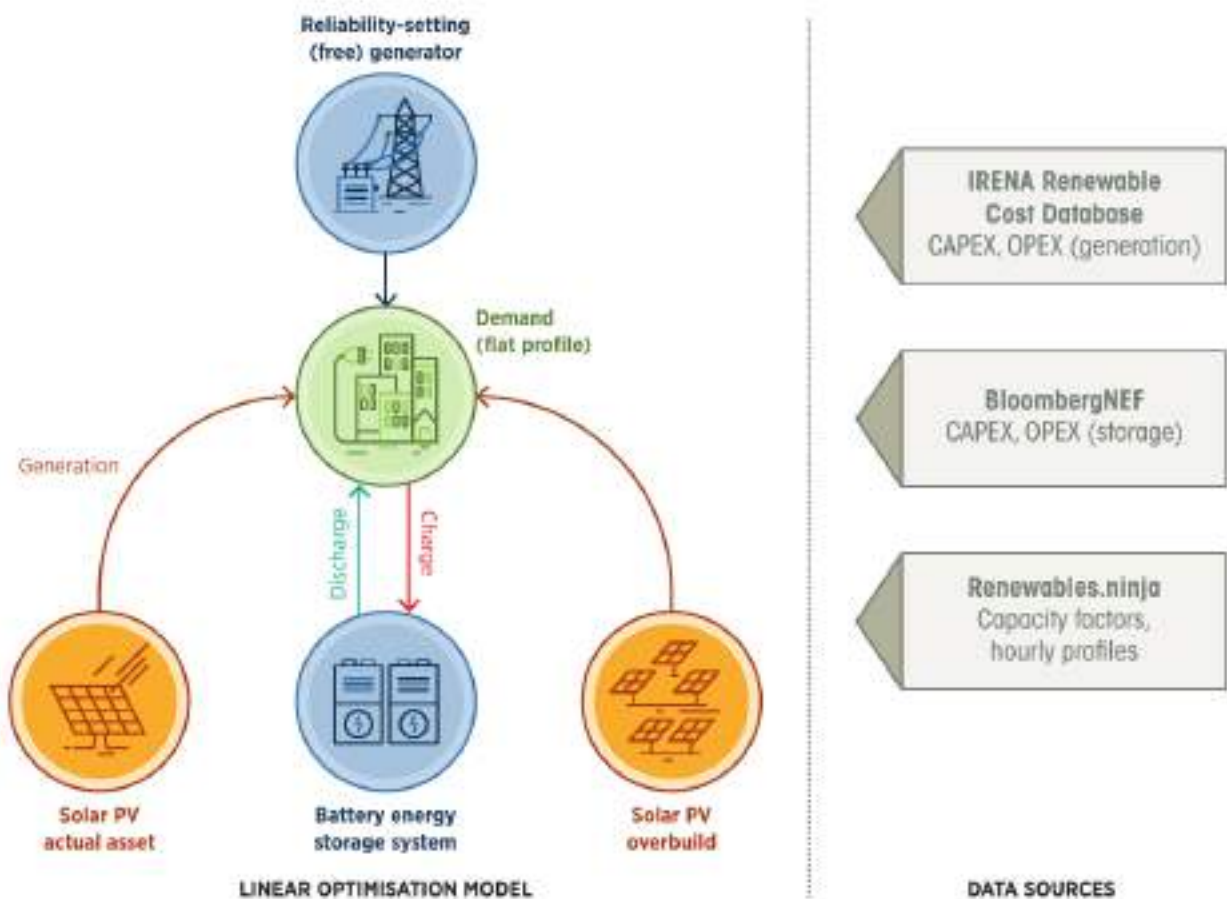 Reliability-setting
(free) generator
Demand
(flat profile)
Generation
Discharge
Charge
Solar PV
actual asset
Battery energy
storage system
Solar PV
overbuild
LINEAR OPTIMISATION MODEL
IRENA Renewable
Cost Database
CAPEX, OPEX (generation)
BloombergNEF
CAPEX, OPEX (storage)
Renewables.ninja
Capacity factors,
hourly profiles
DATA SOURCES